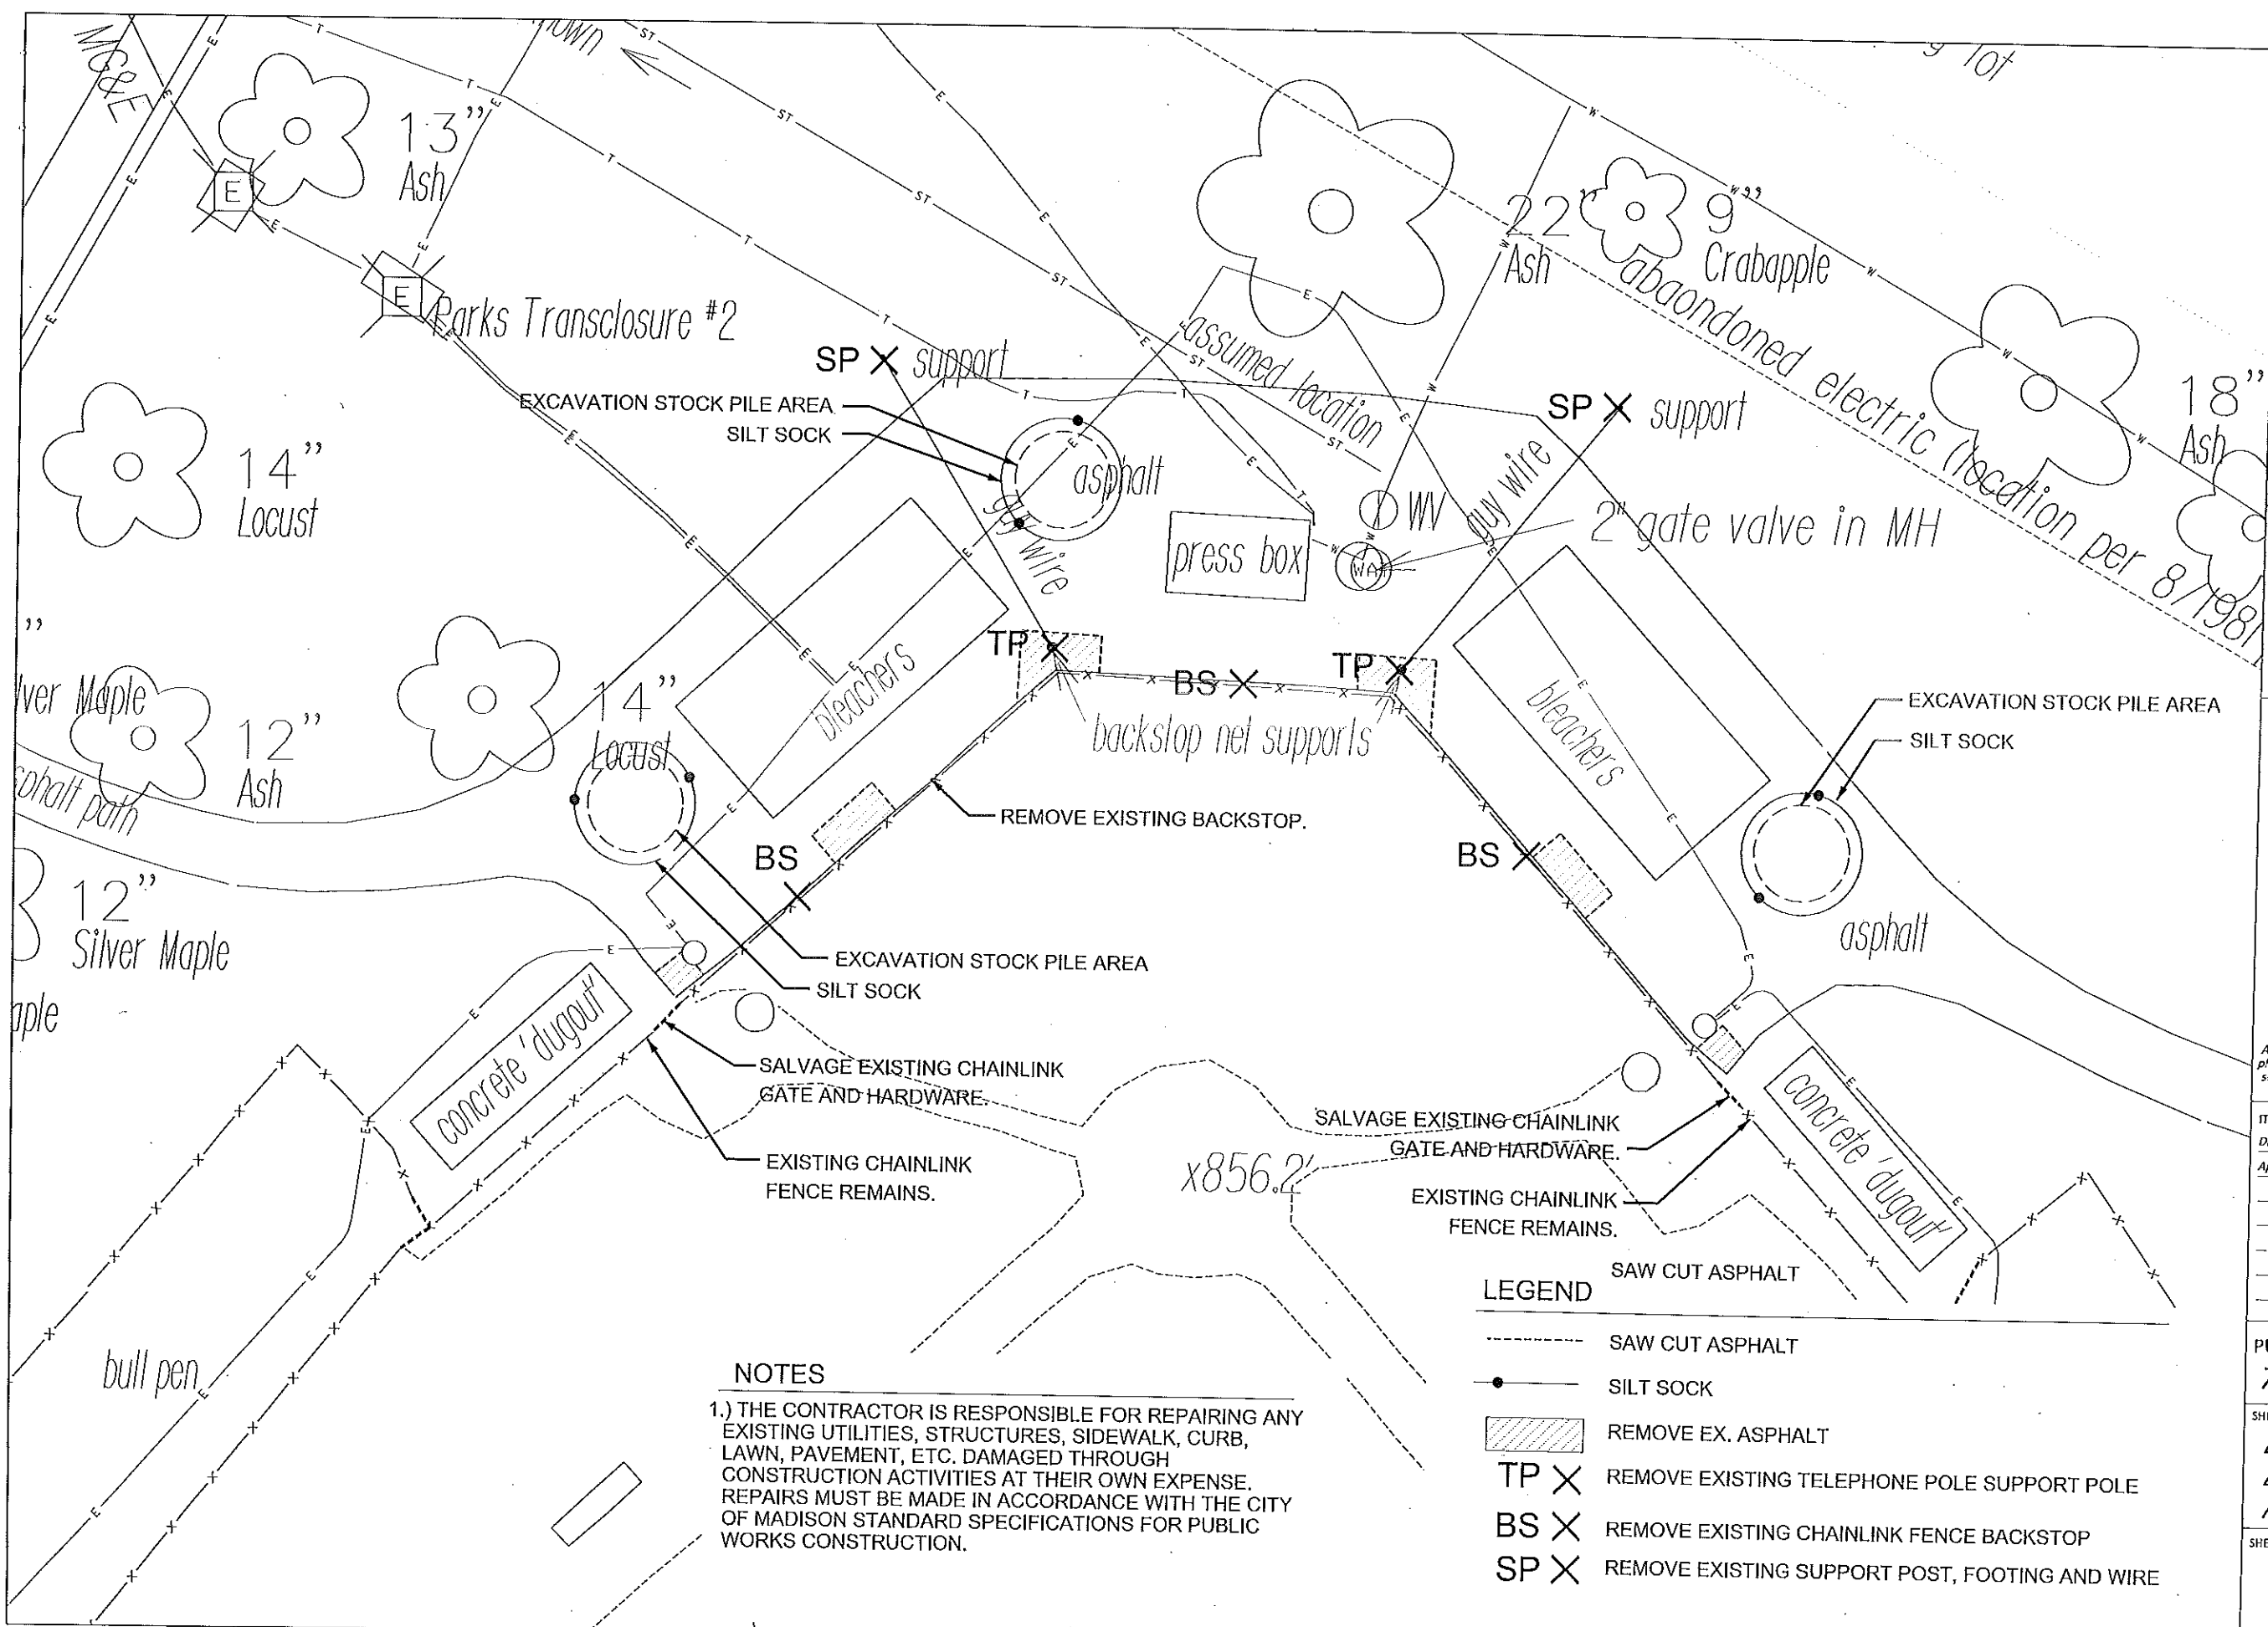 MG&E
nown
g lot
13"
Ash
E
E
Parks Transclosure #2
22"
Ash
9"
Crabapple
abaondoned electric (location per 8/1981
18"
Ash
assumed location
SP support
SP support
EXCAVATION STOCK PILE AREA
SILT SOCK
asphalt
guy wire
guy wire
WV
2" gate valve in MH
press box
WA
14"
Locust
"
lver Maple
12"
Ash
14"
Locust
asphalt path
TP
TP
BS
bleachers
bleachers
backstop net supports
EXCAVATION STOCK PILE AREA
SILT SOCK
REMOVE EXISTING BACKSTOP.
BS
BS
12"
Silver Maple
aple
asphalt
EXCAVATION STOCK PILE AREA
SILT SOCK
concrete 'dugout'
SALVAGE EXISTING CHAINLINK
GATE AND HARDWARE.
SALVAGE EXISTING CHAINLINK
GATE AND HARDWARE.
concrete 'dugout'
EXISTING CHAINLINK
FENCE REMAINS.
x856.2'
EXISTING CHAINLINK
FENCE REMAINS.
bull pen
SAW CUT ASPHALT
LEGEND
SAW CUT ASPHALT
SILT SOCK
REMOVE EX. ASPHALT
TP REMOVE EXISTING TELEPHONE POLE SUPPORT POLE
BS REMOVE EXISTING CHAINLINK FENCE BACKSTOP
SP REMOVE EXISTING SUPPORT POST, FOOTING AND WIRE
NOTES
1.) THE CONTRACTOR IS RESPONSIBLE FOR REPAIRING ANY
EXISTING UTILITIES, STRUCTURES, SIDEWALK, CURB,
LAWN, PAVEMENT, ETC. DAMAGED THROUGH
CONSTRUCTION ACTIVITIES AT THEIR OWN EXPENSE.
REPAIRS MUST BE MADE IN ACCORDANCE WITH THE CITY
OF MADISON STANDARD SPECIFICATIONS FOR PUBLIC
WORKS CONSTRUCTION.